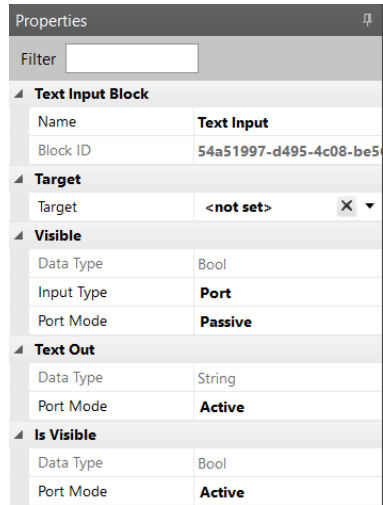 Properties
Filter
Text Input Block
Name Text Input
Block ID 54a51997-d495-4c08-be5
Target
Target <not set>
Visible
Data Type Bool
Input Type Port
Port Mode Passive
Text Out
Data Type String
Port Mode Active
Is Visible
Data Type Bool
Port Mode Active